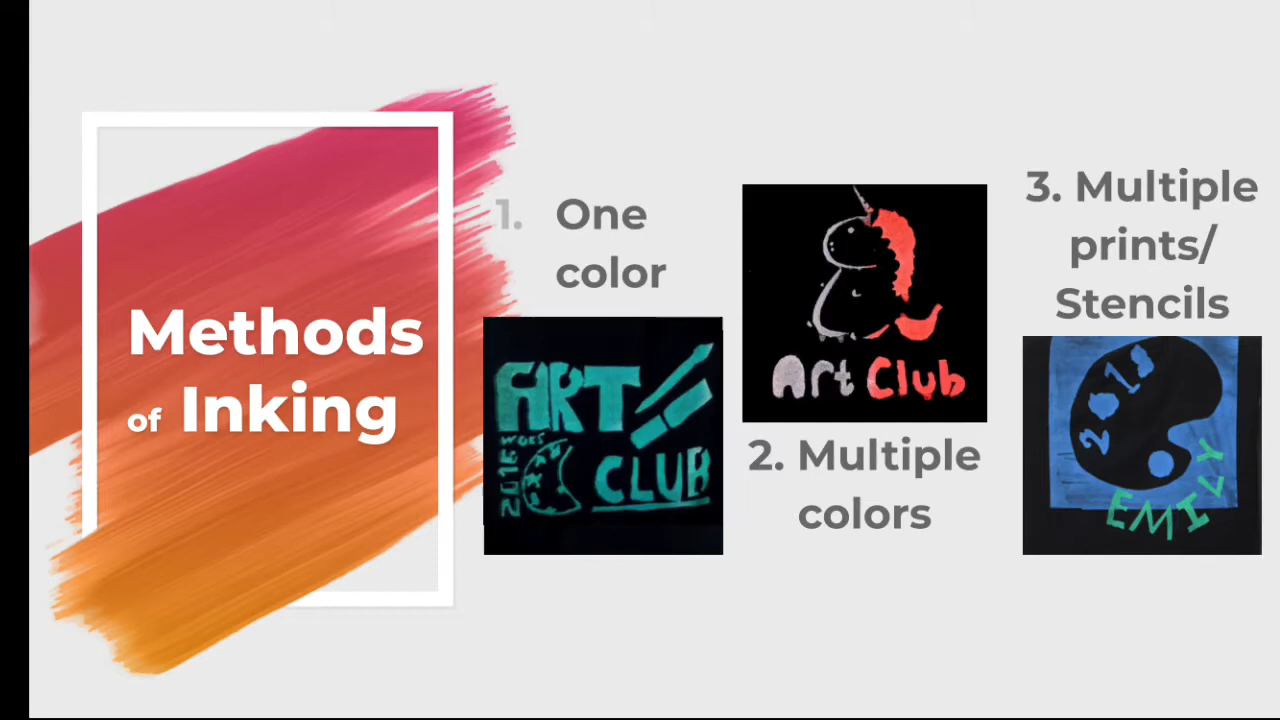 Methods
of Inking
1. One
color
ART
CLUB
2016
Art Club
2. Multiple
colors
3. Multiple
prints/
Stencils
2019
EMILY